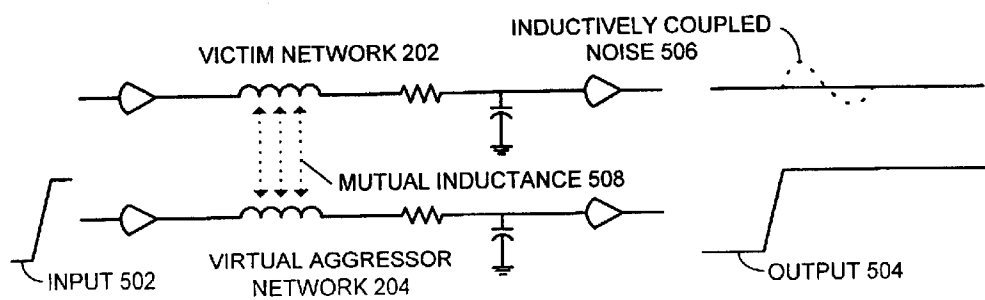 INDUCTIVELY COUPLED
NOISE 506
VICTIM NETWORK 202
MUTUAL INDUCTANCE 508
INPUT 502
VIRTUAL AGGRESSOR
NETWORK 204
OUTPUT 504